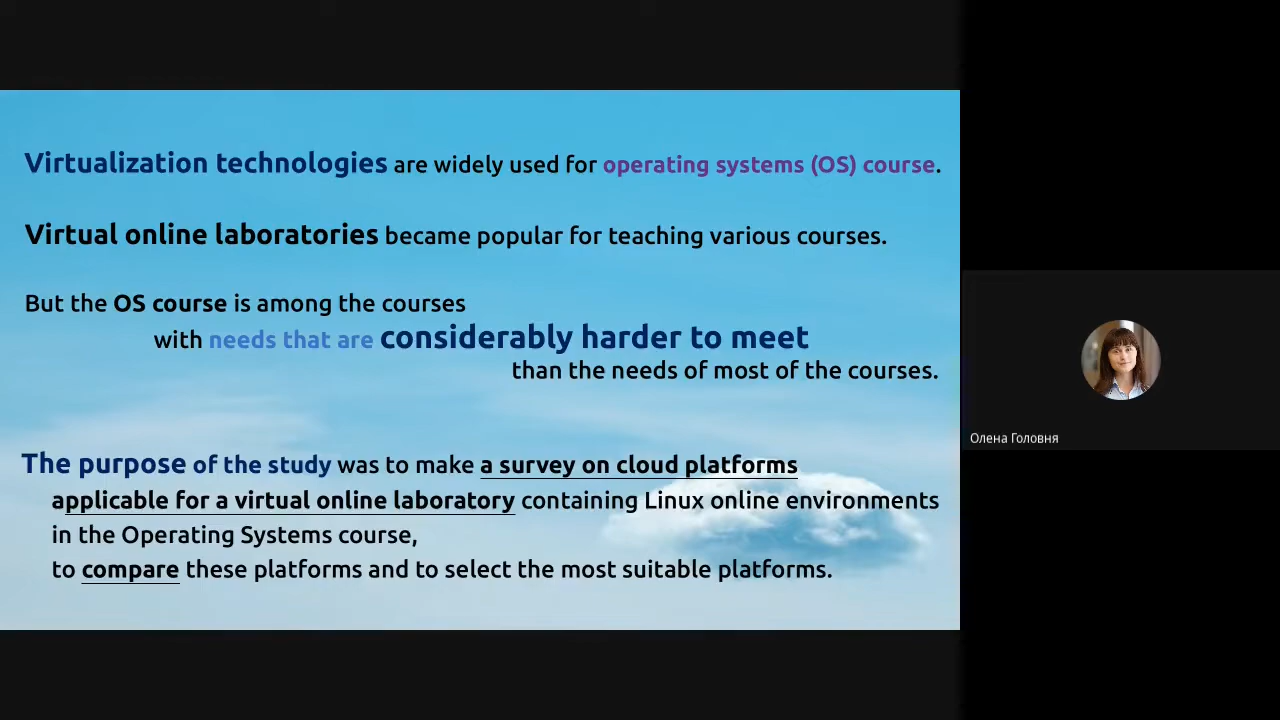 Virtualization technologies are widely used for operating systems (OS) course.
Virtual online laboratories became popular for teaching various courses.
But the OS course is among the courses
with needs that are considerably harder to meet
than the needs of most of the courses.
The purpose of the study was to make a survey on cloud platforms
applicable for a virtual online laboratory containing Linux online environments
in the Operating Systems course,
to compare these platforms and to select the most suitable platforms.
Олена Головня